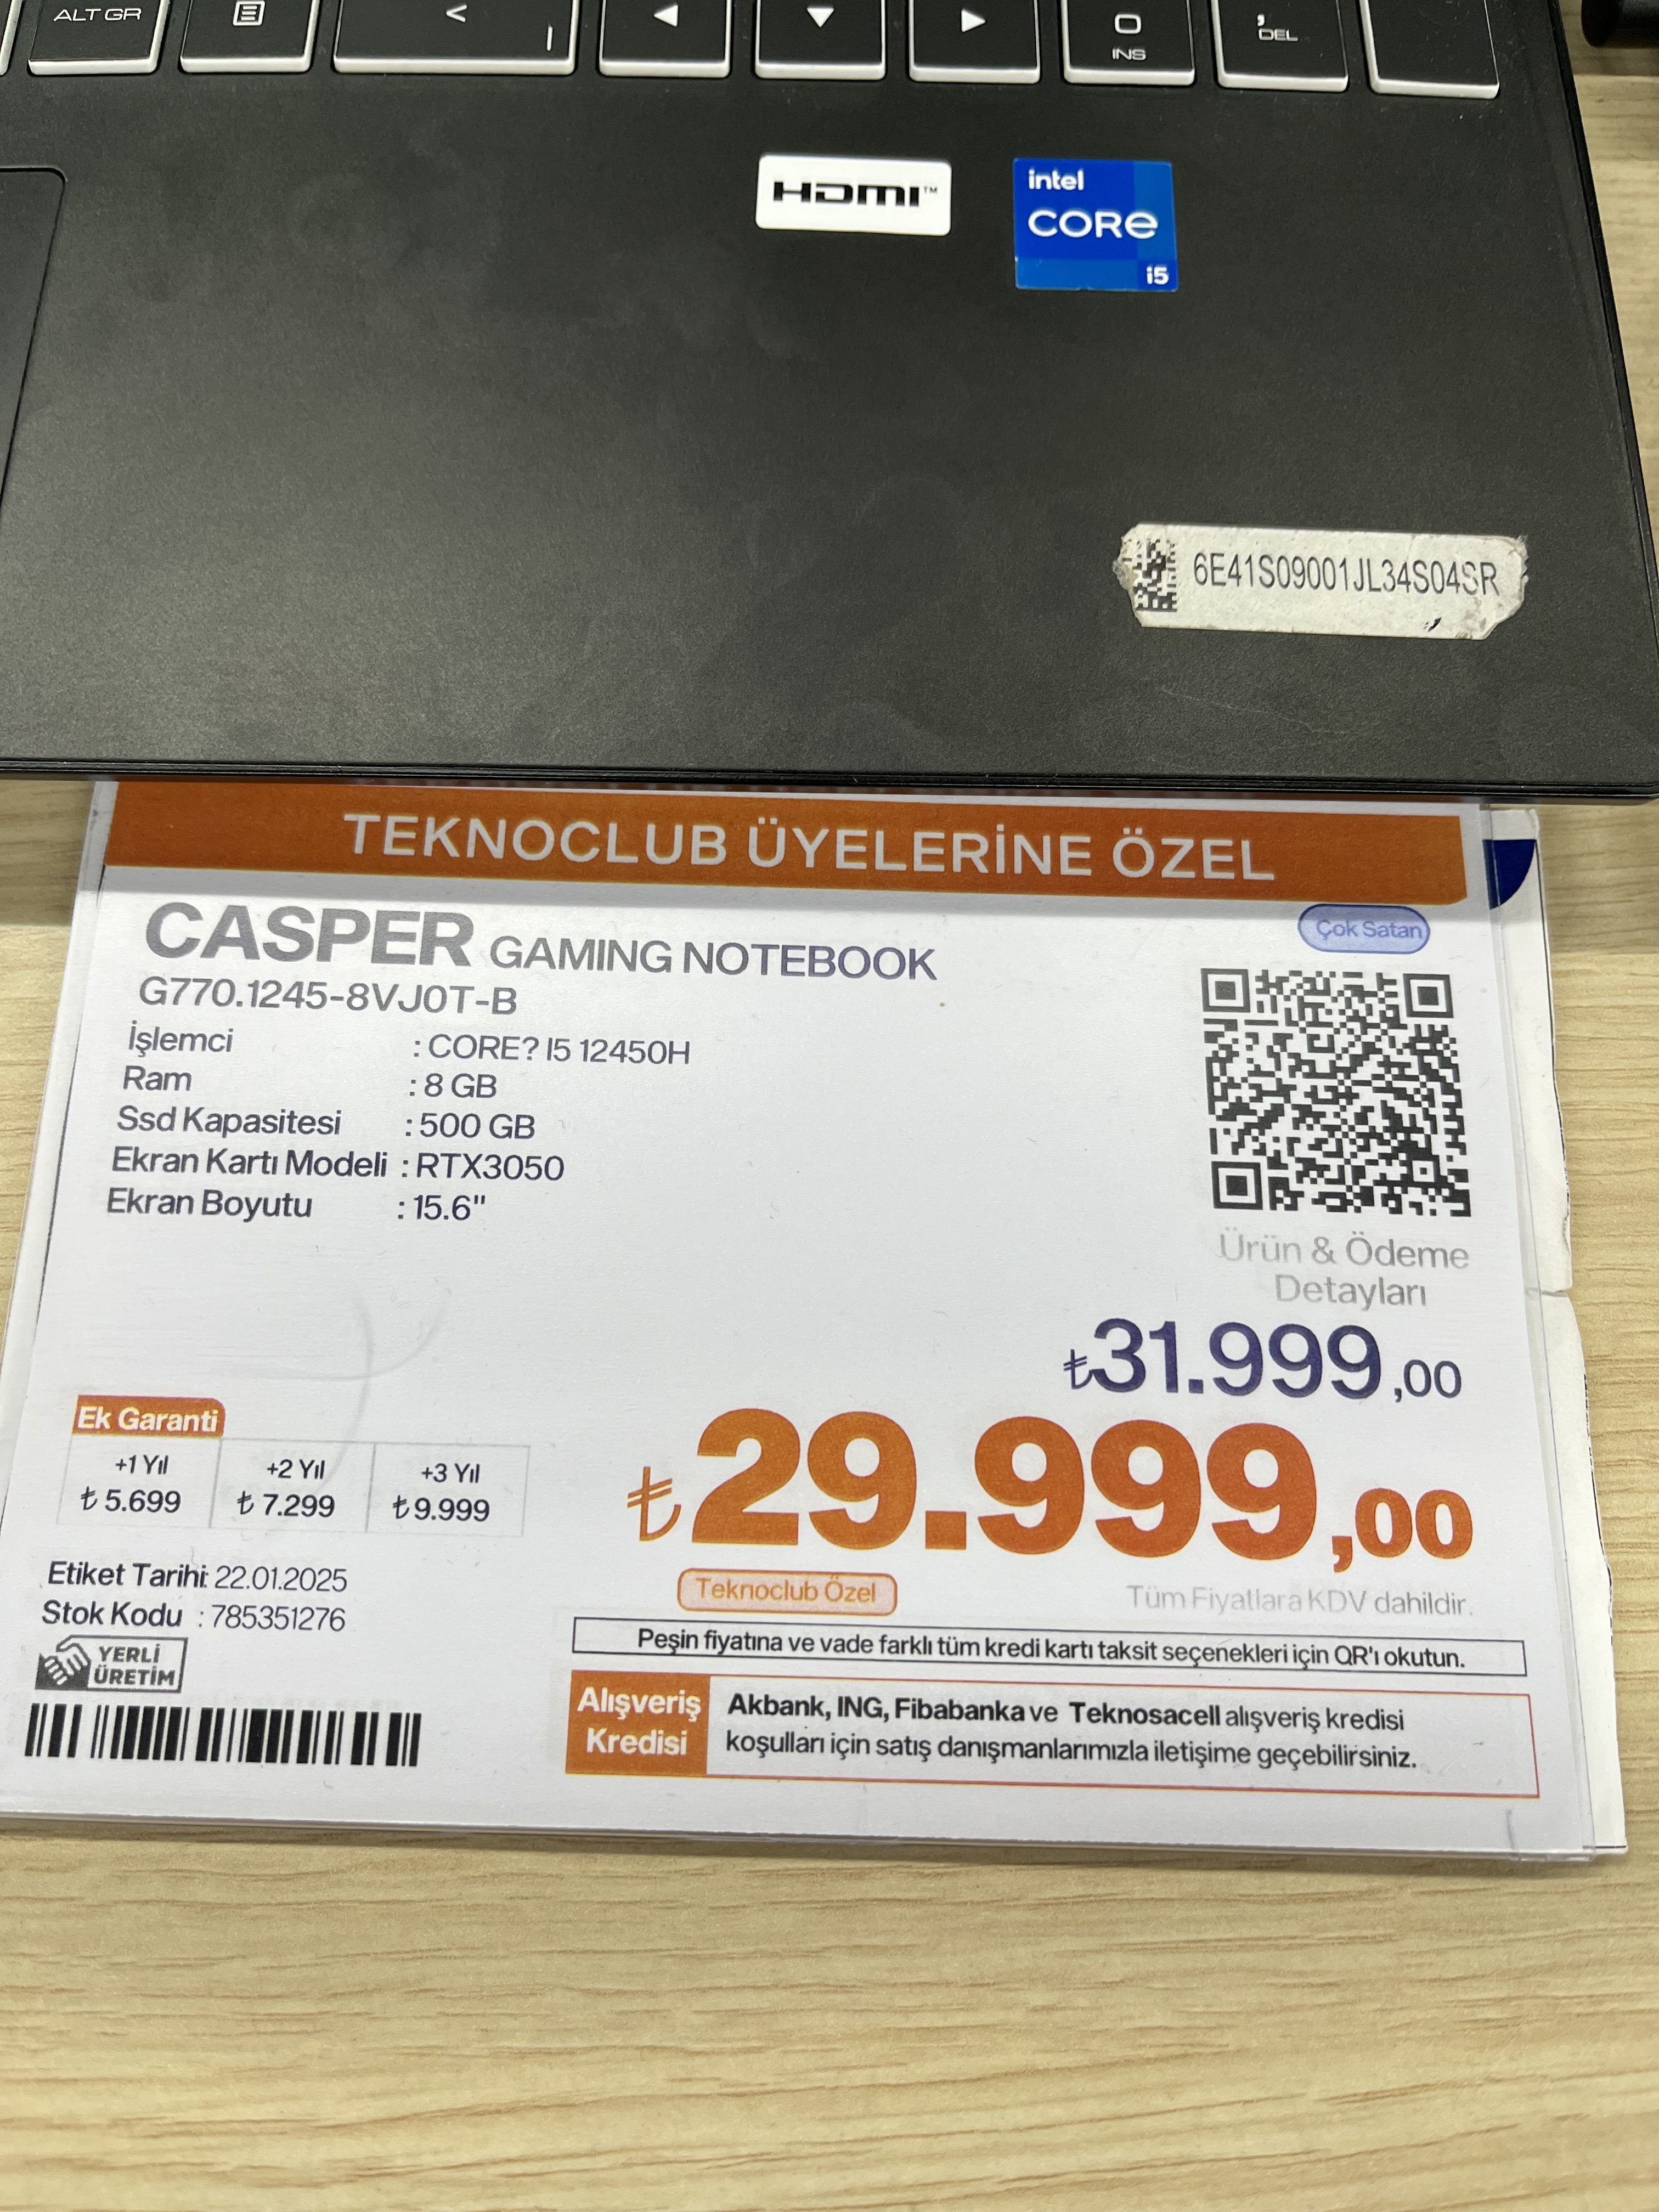 ALT GR
<
INS
DEL
HDMI™
intel
CORE
i5
6E41S09001JL34S04SR
TEKNOCLUB ÜYELERİNE ÖZEL
CASPER GAMING NOTEBOOK
Çok Satan
G770.1245-8VJ0T-B
İşlemci : CORE? I5 12450H
Ram : 8 GB
Ssd Kapasitesi : 500 GB
Ekran Kartı Modeli : RTX3050
Ekran Boyutu : 15.6"
Ürün & Ödeme
Detayları
₺31.999,00
₺29.999,00
Ek Garanti
+1 Yıl +2 Yıl +3 Yıl
₺ 5.699 ₺ 7.299 ₺ 9.999
Teknoclub Özel
Tüm Fiyatlara KDV dahildir.
Etiket Tarihi: 22.01.2025
Stok Kodu : 785351276
YERLİ
ÜRETİM
Peşin fiyatına ve vade farklı tüm kredi kartı taksit seçenekleri için QR'ı okutun.
Alışveriş
Kredisi
Akbank, ING, Fibabanka ve Teknosacell alışveriş kredisi
koşulları için satış danışmanlarımızla iletişime geçebilirsiniz.